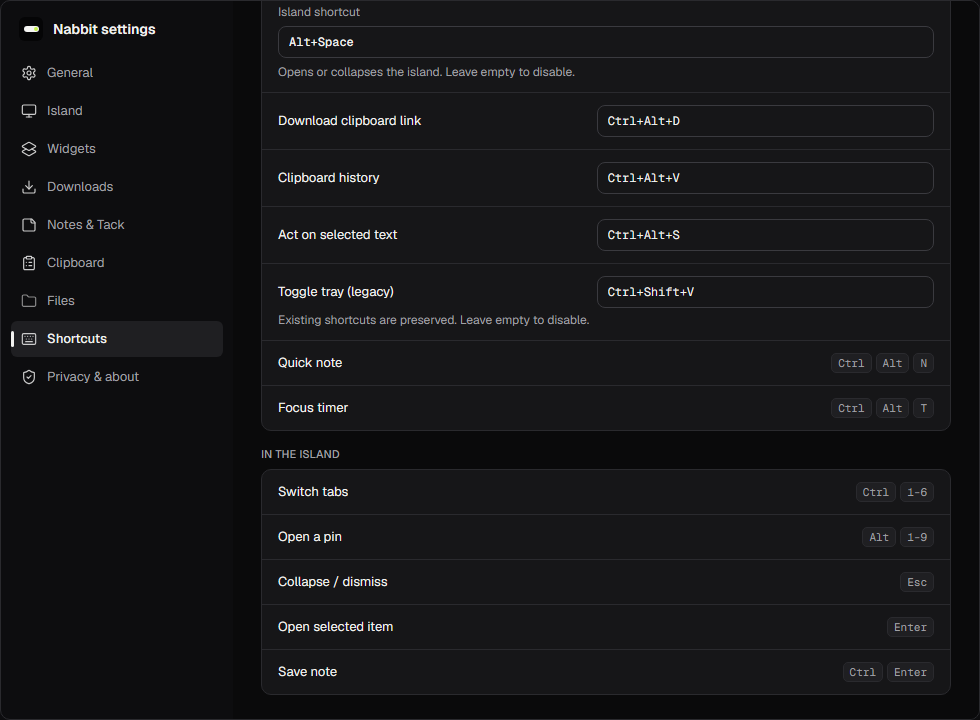 Nabbit settings
General
Island
Widgets
Downloads
Notes & Tack
Clipboard
Files
Shortcuts
Privacy & about
Island shortcut
Alt+Space
Opens or collapses the island. Leave empty to disable.
Download clipboard link Ctrl+Alt+D
Clipboard history Ctrl+Alt+V
Act on selected text Ctrl+Alt+S
Toggle tray (legacy) Ctrl+Shift+V
Existing shortcuts are preserved. Leave empty to disable.
Quick note Ctrl Alt N
Focus timer Ctrl Alt T
IN THE ISLAND
Switch tabs Ctrl 1-6
Open a pin Alt 1-9
Collapse / dismiss Esc
Open selected item Enter
Save note Ctrl Enter